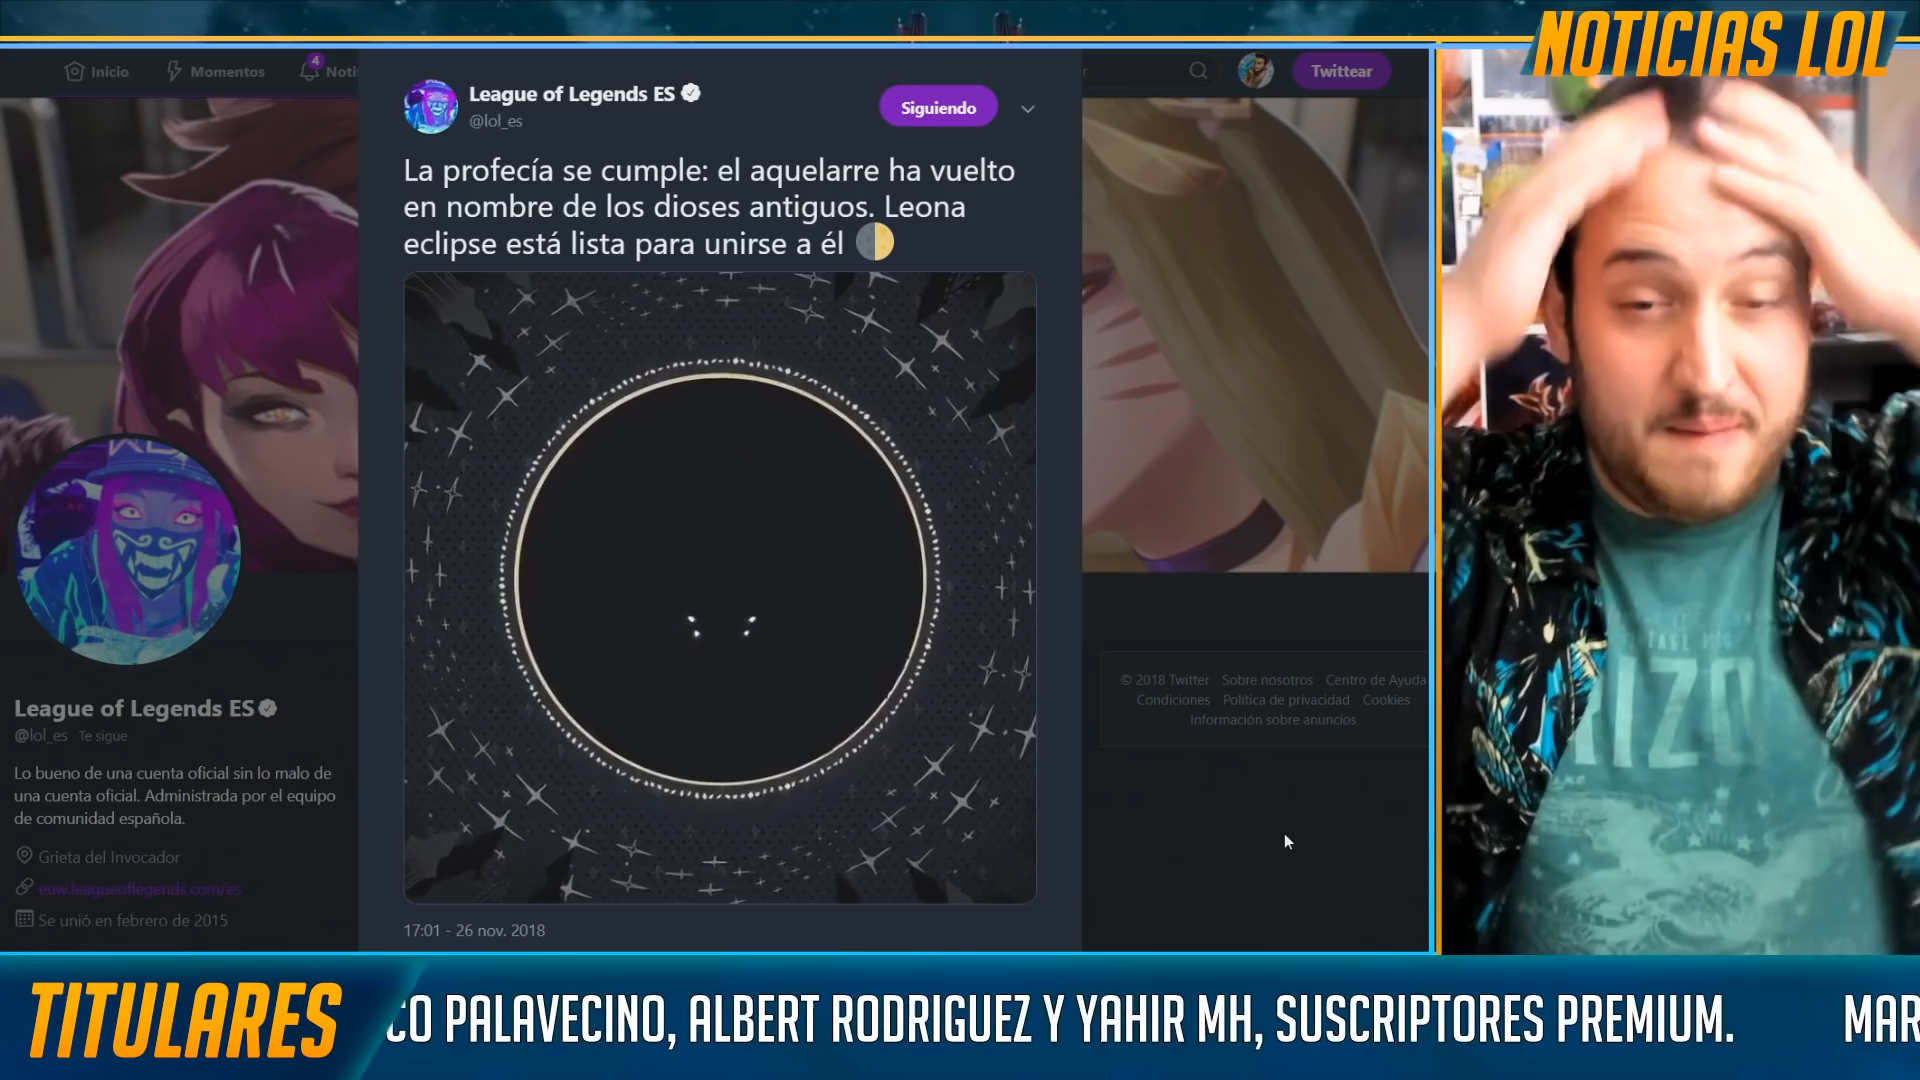 NOTICIAS LOL
Inicio
Momentos
4
Noti
Twittear
League of Legends ES
@lol_es
Siguiendo
La profecía se cumple: el aquelarre ha vuelto
en nombre de los dioses antiguos. Leona
eclipse está lista para unirse a él
17:01 - 26 nov. 2018
League of Legends ES
@lol_es Te sigue
Lo bueno de una cuenta oficial sin lo malo de
una cuenta oficial. Administrada por el equipo
de comunidad española.
Grieta del Invocador
euw.leagueoflegends.com/es
Se unió en febrero de 2015
© 2018 Twitter Sobre nosotros Centro de Ayuda
Condiciones Política de privacidad Cookies
Información sobre anuncios
TITULARES
CO PALAVECINO, ALBERT RODRIGUEZ Y YAHIR MH, SUSCRIPTORES PREMIUM. MAR